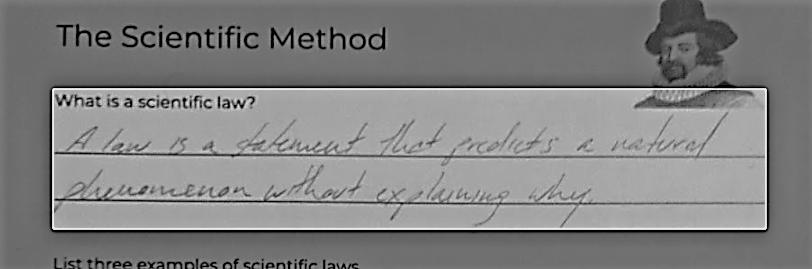 The Scientific Method
What is a scientific law?
A law is a statement that predicts a natural
phenomenon without explaining why.
List three examples of scientific laws